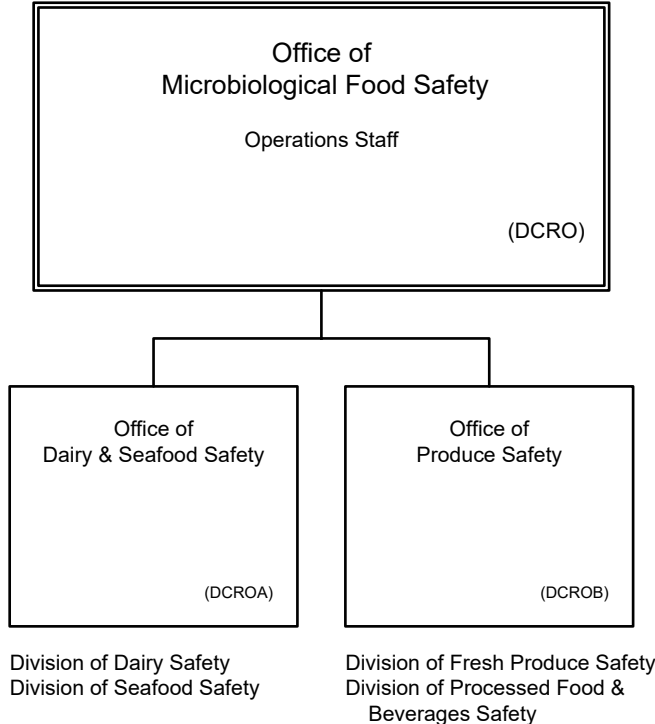 Office of
Microbiological Food Safety
Operations Staff
(DCRO)
Office of
Dairy & Seafood Safety
(DCROA)
Division of Dairy Safety
Division of Seafood Safety
Office of
Produce Safety
(DCROB)
Division of Fresh Produce Safety
Division of Processed Food &
Beverages Safety